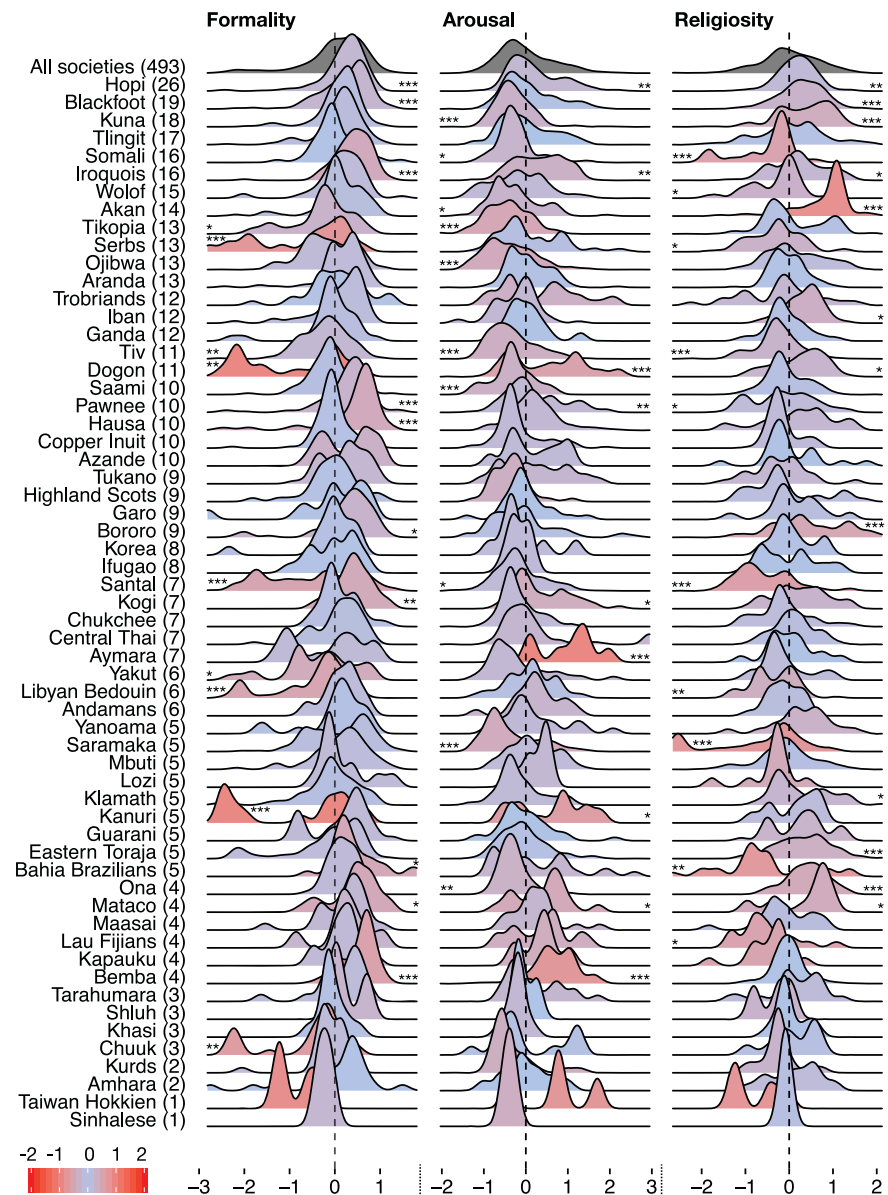 Formality Arousal Religiosity
All societies (493)
Hopi (26) *** ** **
Blackfoot (19) *** ***
Kuna (18) *** ***
Tlingit (17)
Somali (16) * ***
Iroquois (16) *** ** *
Wolof (15) *
Akan (14) * ***
Tikopia (13) * ***
Serbs (13) *** *
Ojibwa (13) ***
Aranda (13)
Trobriands (12)
Iban (12) *
Ganda (12)
Tiv (11) ** *** ***
Dogon (11) ** *** *
Saami (10) ***
Pawnee (10) *** ** *
Hausa (10) ***
Copper Inuit (10)
Azande (10)
Tukano (9)
Highland Scots (9)
Garo (9)
Bororo (9) * ***
Korea (8)
Ifugao (8)
Santal (7) *** * ***
Kogi (7) ** *
Chukchee (7)
Central Thai (7)
Aymara (7) ***
Yakut (6) *
Libyan Bedouin (6) *** **
Andamans (6)
Yanoama (5)
Saramaka (5) *** ***
Mbuti (5)
Lozi (5)
Klamath (5) *
Kanuri (5) *** *
Guarani (5)
Eastern Toraja (5) ***
Bahia Brazilians (5) * **
Ona (4) ** ***
Mataco (4) * * *
Maasai (4)
Lau Fijians (4) *
Kapauku (4)
Bemba (4) *** ***
Tarahumara (3)
Shluh (3)
Khasi (3)
Chuuk (3) **
Kurds (2)
Amhara (2)
Taiwan Hokkien (1)
Sinhalese (1)
-2 -1 0 1 2
−3 −2 −1 0 1 −2 −1 0 1 2 3 −2 −1 0 1 2